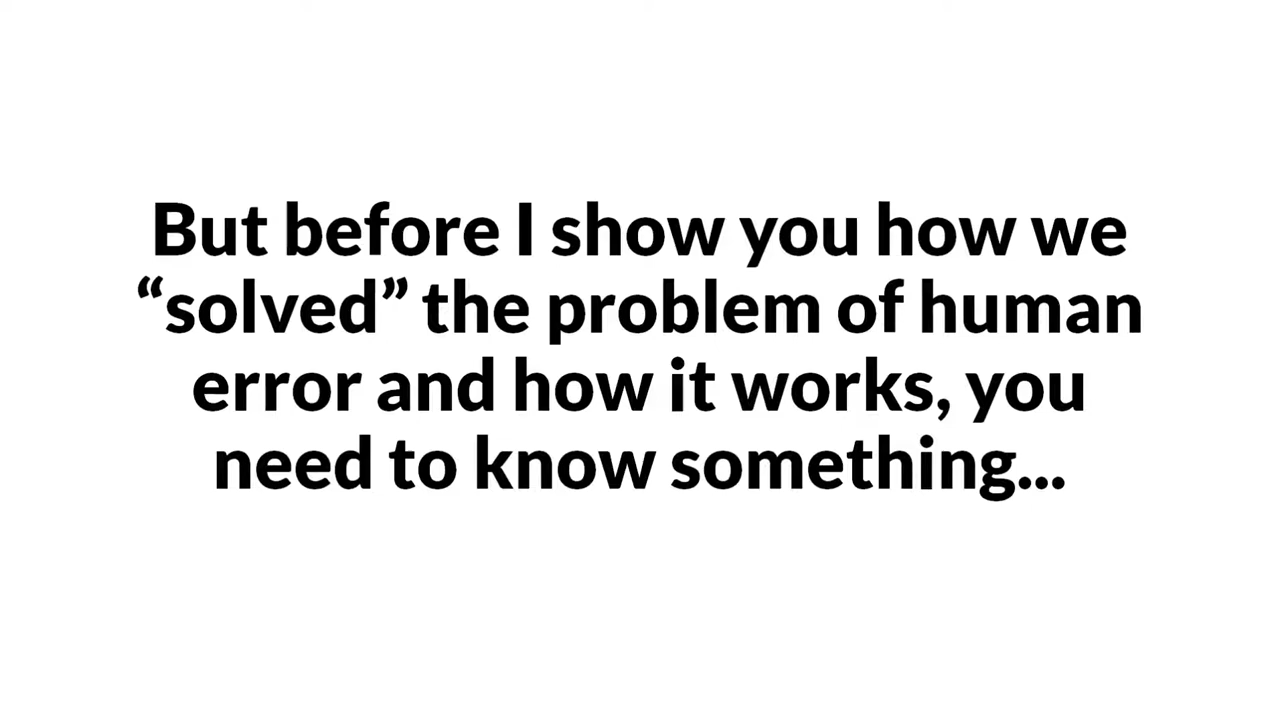 But before I show you how we
“solved” the problem of human
error and how it works, you
need to know something...